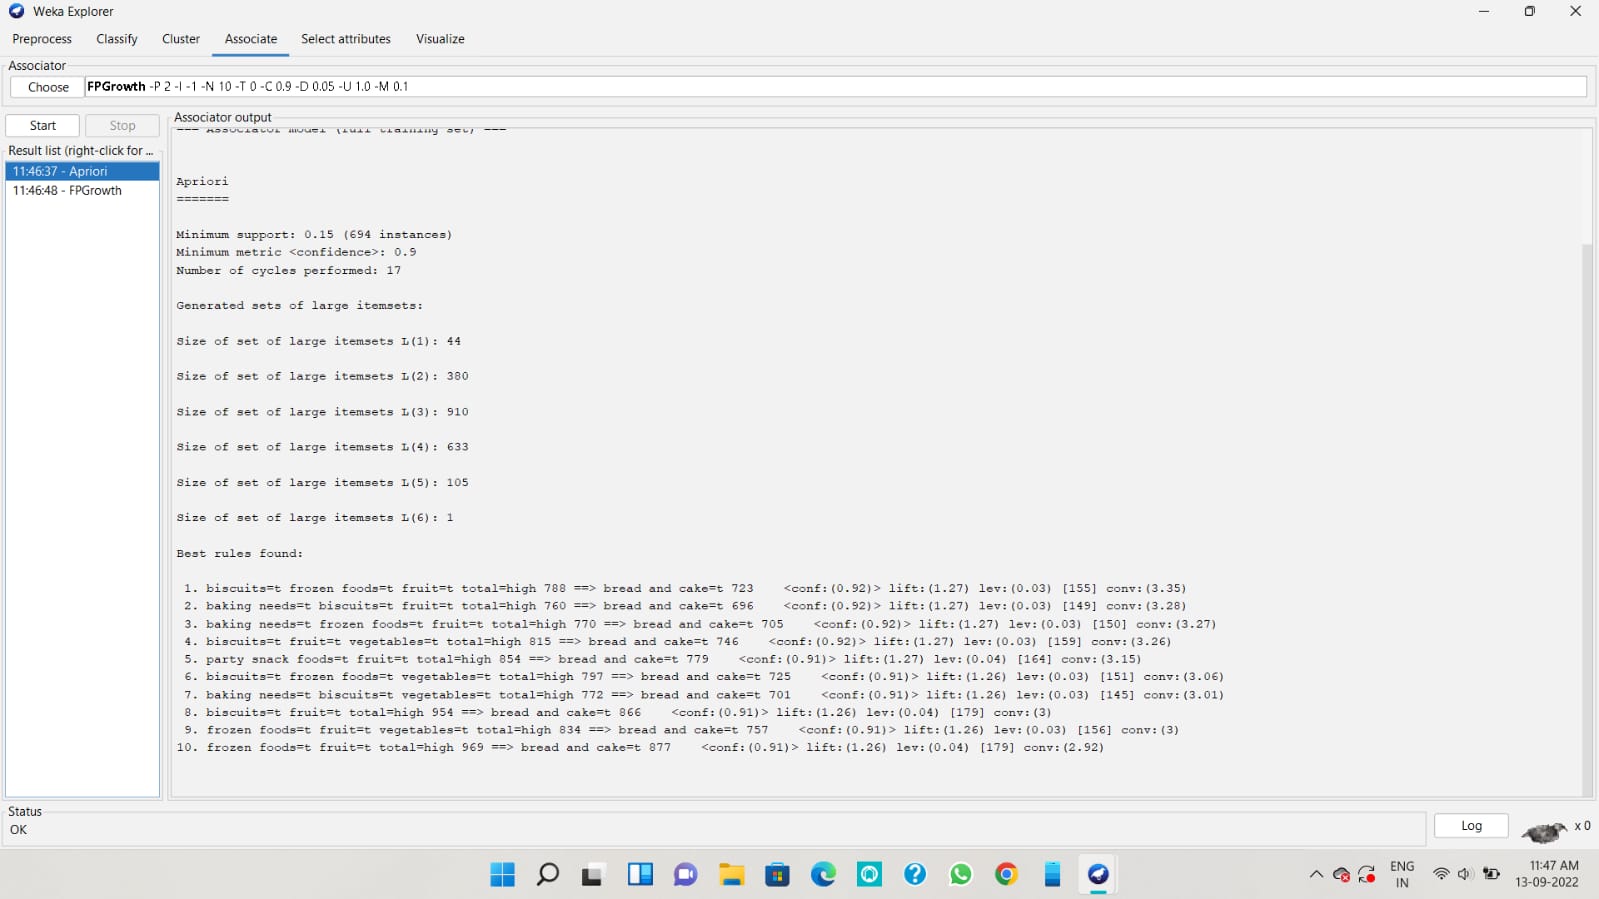 Weka Explorer
Preprocess Classify Cluster Associate Select attributes Visualize
Associator
Choose FPGrowth -P 2 -I -1 -N 10 -T 0 -C 0.9 -D 0.05 -U 1.0 -M 0.1
Start Stop
Result list (right-click for ...
11:46:37 - Apriori
11:46:48 - FPGrowth
Associator output
=== Associator model (full training set) ===
Apriori
=======
Minimum support: 0.15 (694 instances)
Minimum metric <confidence>: 0.9
Number of cycles performed: 17
Generated sets of large itemsets:
Size of set of large itemsets L(1): 44
Size of set of large itemsets L(2): 380
Size of set of large itemsets L(3): 910
Size of set of large itemsets L(4): 633
Size of set of large itemsets L(5): 105
Size of set of large itemsets L(6): 1
Best rules found:
1. biscuits=t frozen foods=t fruit=t total=high 788 ==> bread and cake=t 723 <conf:(0.92)> lift:(1.27) lev:(0.03) [155] conv:(3.35)
2. baking needs=t biscuits=t fruit=t total=high 760 ==> bread and cake=t 696 <conf:(0.92)> lift:(1.27) lev:(0.03) [149] conv:(3.28)
3. baking needs=t frozen foods=t fruit=t total=high 770 ==> bread and cake=t 705 <conf:(0.92)> lift:(1.27) lev:(0.03) [150] conv:(3.27)
4. biscuits=t fruit=t vegetables=t total=high 815 ==> bread and cake=t 746 <conf:(0.92)> lift:(1.27) lev:(0.03) [159] conv:(3.26)
5. party snack foods=t fruit=t total=high 854 ==> bread and cake=t 779 <conf:(0.91)> lift:(1.27) lev:(0.04) [164] conv:(3.15)
6. biscuits=t frozen foods=t vegetables=t total=high 797 ==> bread and cake=t 725 <conf:(0.91)> lift:(1.26) lev:(0.03) [151] conv:(3.06)
7. baking needs=t biscuits=t vegetables=t total=high 772 ==> bread and cake=t 701 <conf:(0.91)> lift:(1.26) lev:(0.03) [145] conv:(3.01)
8. biscuits=t fruit=t total=high 954 ==> bread and cake=t 866 <conf:(0.91)> lift:(1.26) lev:(0.04) [179] conv:(3)
9. frozen foods=t fruit=t vegetables=t total=high 834 ==> bread and cake=t 757 <conf:(0.91)> lift:(1.26) lev:(0.03) [156] conv:(3)
10. frozen foods=t fruit=t total=high 969 ==> bread and cake=t 877 <conf:(0.91)> lift:(1.26) lev:(0.04) [179] conv:(2.92)
Status
OK
Log
x 0
ENG
IN
11:47 AM
13-09-2022